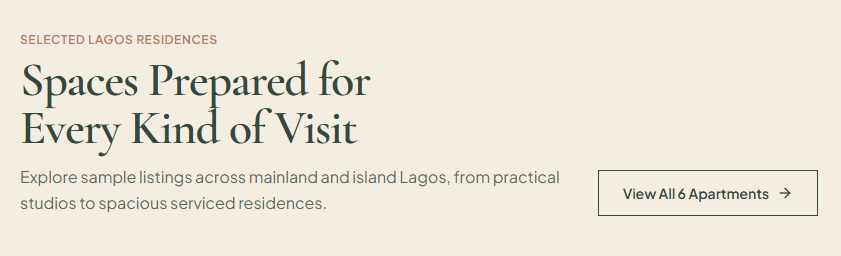 SELECTED LAGOS RESIDENCES
Spaces Prepared for
Every Kind of Visit
Explore sample listings across mainland and island Lagos, from practical
studios to spacious serviced residences.
View All 6 Apartments →